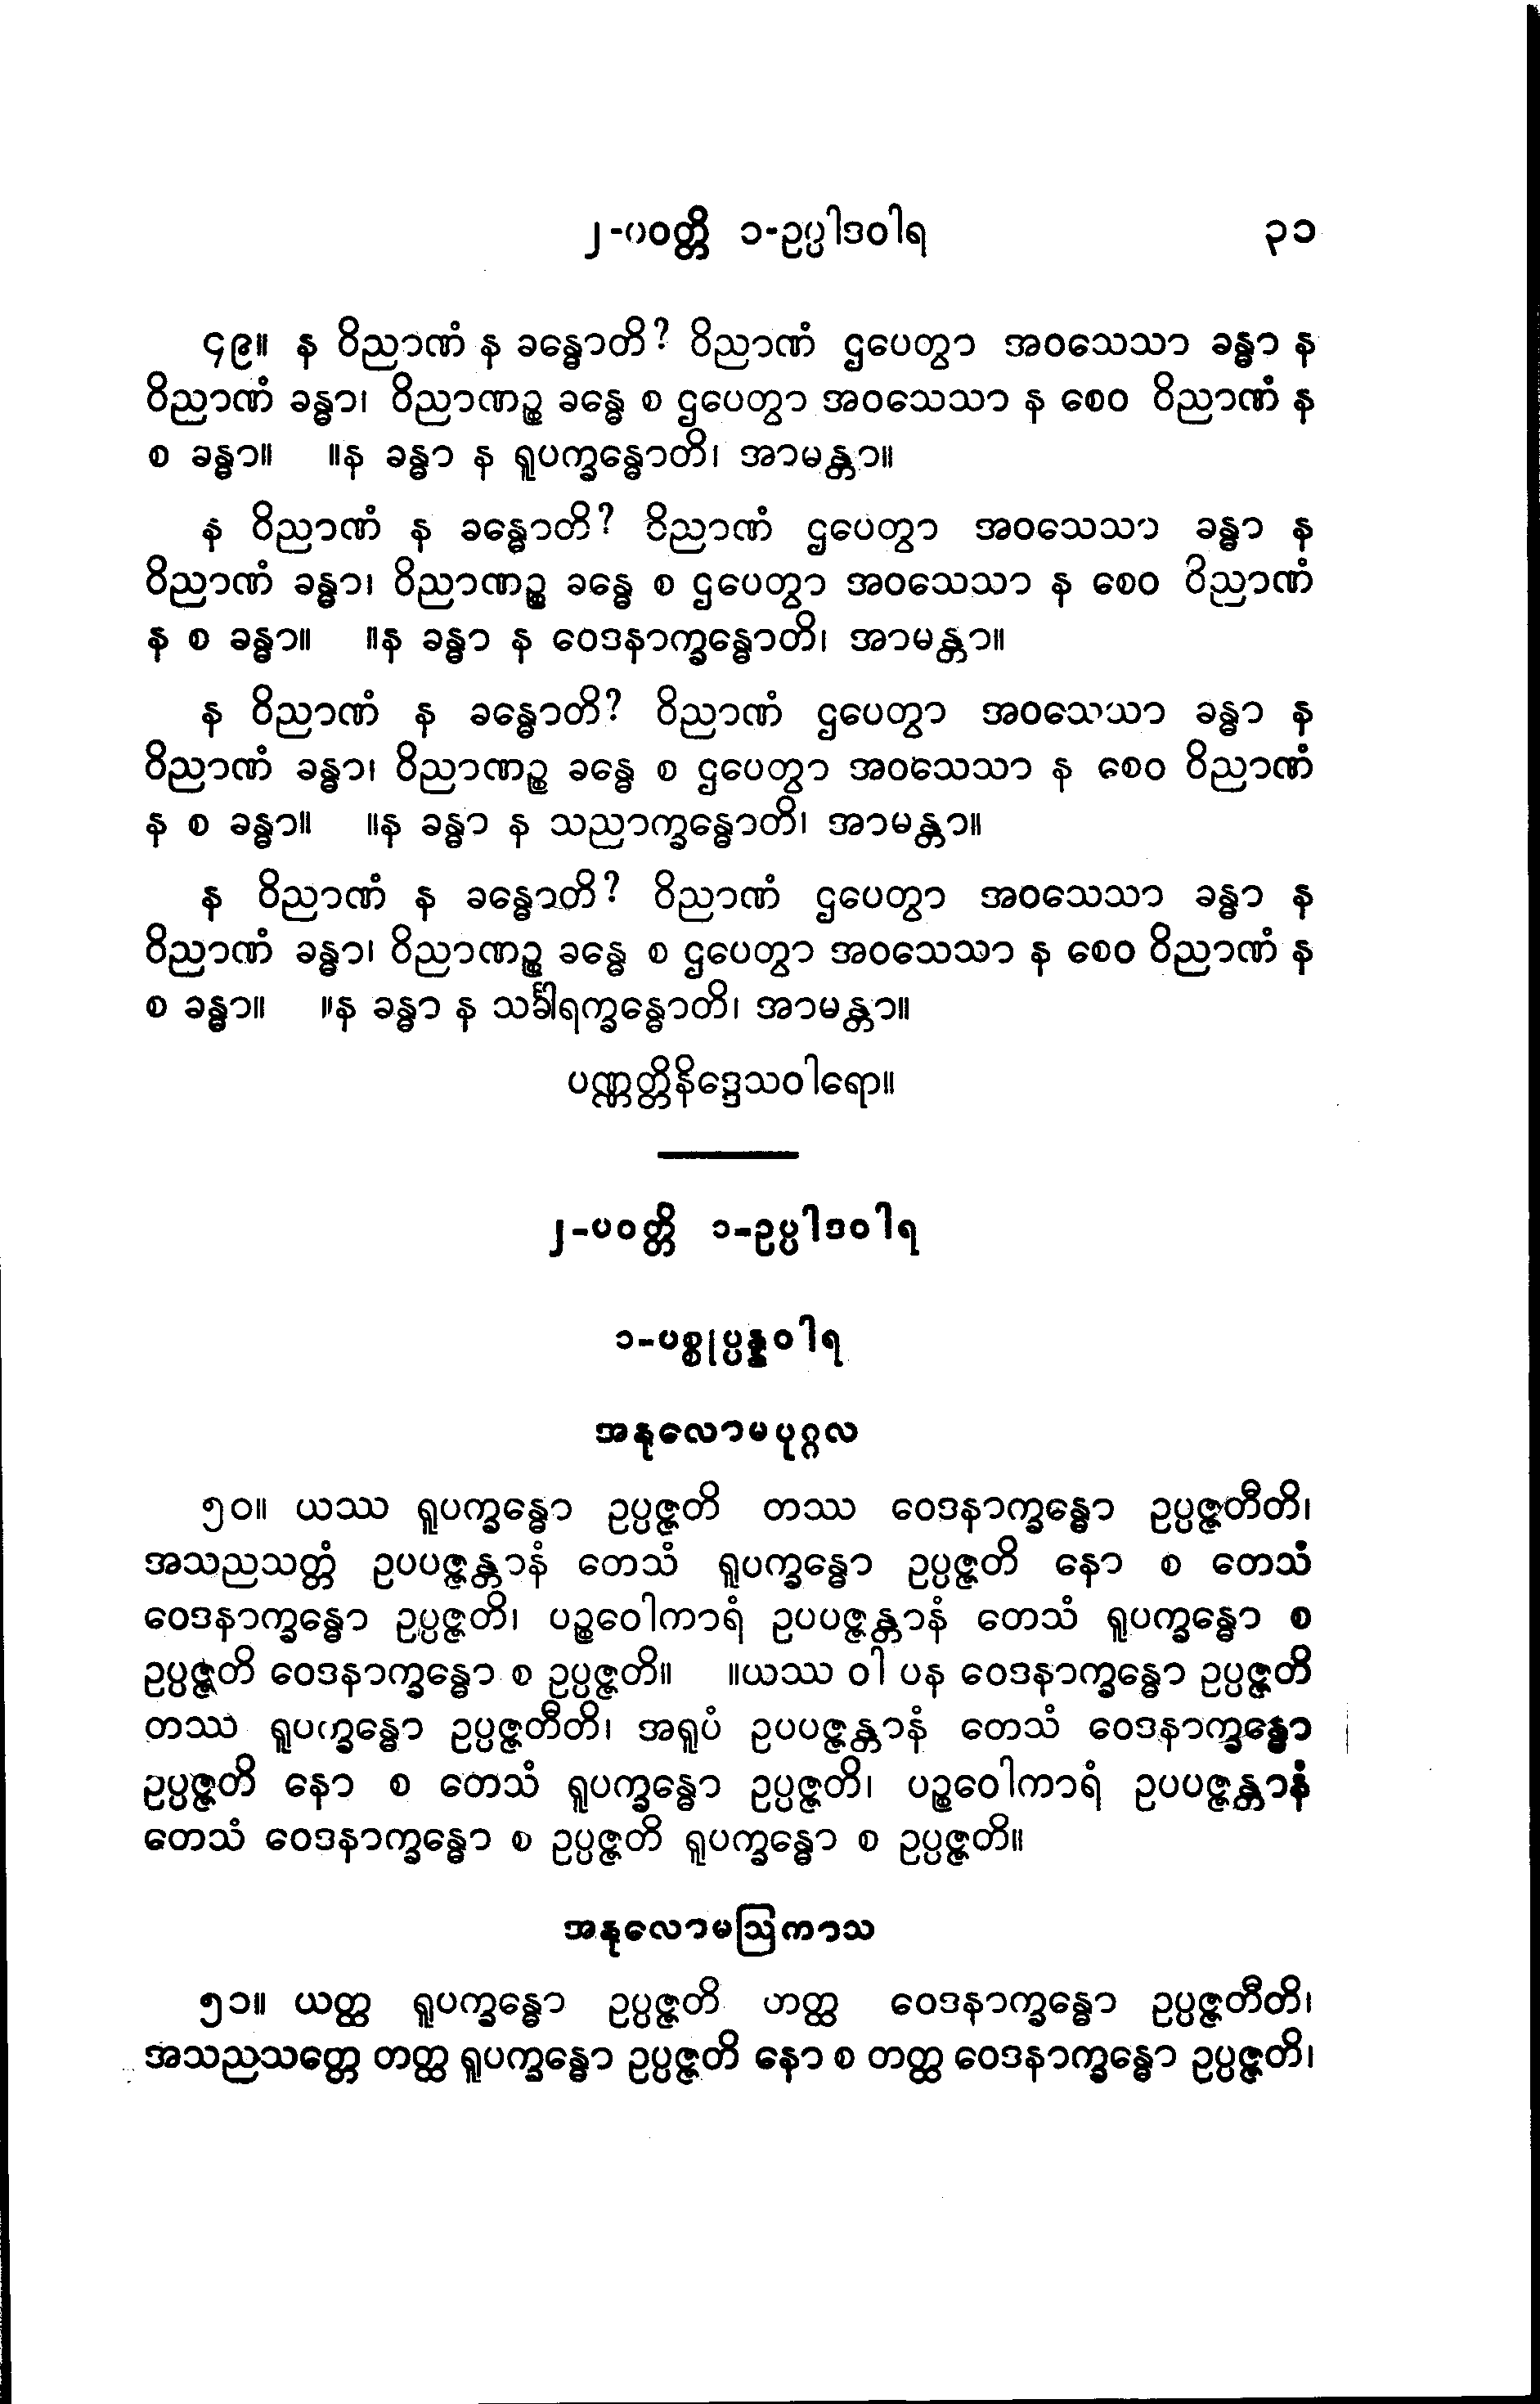 ၂-ပဝတ္တိ ၁-ဥပ္ပါဒဝါရ ၃၁
၄၉။ န ဝိညာဏံ န ခန္ဓောတိ? ဝိညာဏံ ဌပေတွာ အဝသေသာ ခန္ဓာ န
ဝိညာဏံ ခန္ဓာ၊ ဝိညာဏဉ္စ ခန္ဓေ စ ဌပေတွာ အဝသေသာ န စေဝ ဝိညာဏံ န
စ ခန္ဓာ။ ။န ခန္ဓာ န ရူပက္ခန္ဓောတိ၊ အာမန္တာ။
န ဝိညာဏံ န ခန္ဓောတိ? ဝိညာဏံ ဌပေတွာ အဝသေသာ ခန္ဓာ န
ဝိညာဏံ ခန္ဓာ၊ ဝိညာဏဉ္စ ခန္ဓေ စ ဌပေတွာ အဝသေသာ န စေဝ ဝိညာဏံ
န စ ခန္ဓာ။ ။န ခန္ဓာ န ဝေဒနာက္ခန္ဓောတိ၊ အာမန္တာ။
န ဝိညာဏံ န ခန္ဓောတိ? ဝိညာဏံ ဌပေတွာ အဝသေသာ ခန္ဓာ န
ဝိညာဏံ ခန္ဓာ၊ ဝိညာဏဉ္စ ခန္ဓေ စ ဌပေတွာ အဝသေသာ န စေဝ ဝိညာဏံ
န စ ခန္ဓာ။ ။န ခန္ဓာ န သညာက္ခန္ဓောတိ၊ အာမန္တာ။
န ဝိညာဏံ န ခန္ဓောတိ? ဝိညာဏံ ဌပေတွာ အဝသေသာ ခန္ဓာ န
ဝိညာဏံ ခန္ဓာ၊ ဝိညာဏဉ္စ ခန္ဓေ စ ဌပေတွာ အဝသေသာ န စေဝ ဝိညာဏံ န
စ ခန္ဓာ။ ။န ခန္ဓာ န သင်္ခါရက္ခန္ဓောတိ၊ အာမန္တာ။
ပဏ္ဏတ္တိနိဒ္ဒေသဝါရော။
၂-ပဝတ္တိ ၁-ဥပ္ပါဒဝါရ
၁-ပစ္စုပ္ပန္နဝါရ
အနုလောမပုဂ္ဂလ
၅၀။ ယဿ ရူပက္ခန္ဓော ဥပ္ပဇ္ဇတိ တဿ ဝေဒနာက္ခန္ဓော ဥပ္ပဇ္ဇတီတိ၊
အသညသတ္တံ ဥပပဇ္ဇန္တာနံ တေသံ ရူပက္ခန္ဓော ဥပ္ပဇ္ဇတိ နော စ တေသံ
ဝေဒနာက္ခန္ဓော ဥပ္ပဇ္ဇတိ၊ ပဉ္စဝေါကာရံ ဥပပဇ္ဇန္တာနံ တေသံ ရူပက္ခန္ဓော စ
ဥပ္ပဇ္ဇတိ ဝေဒနာက္ခန္ဓော စ ဥပ္ပဇ္ဇတိ။ ။ယဿ ဝါ ပန ဝေဒနာက္ခန္ဓော ဥပ္ပဇ္ဇတိ
တဿ ရူပက္ခန္ဓော ဥပ္ပဇ္ဇတီတိ၊ အရူပံ ဥပပဇ္ဇန္တာနံ တေသံ ဝေဒနာက္ခန္ဓော
ဥပ္ပဇ္ဇတိ နော စ တေသံ ရူပက္ခန္ဓော ဥပ္ပဇ္ဇတိ၊ ပဉ္စဝေါကာရံ ဥပပဇ္ဇန္တာနံ
တေသံ ဝေဒနာက္ခန္ဓော စ ဥပ္ပဇ္ဇတိ ရူပက္ခန္ဓော စ ဥပ္ပဇ္ဇတိ။
အနုလောမဩကာသ
၅၁။ ယတ္ထ ရူပက္ခန္ဓော ဥပ္ပဇ္ဇတိ ဟတ္ထ ဝေဒနာက္ခန္ဓော ဥပ္ပဇ္ဇတီတိ၊
အသညသတ္တေ တတ္ထ ရူပက္ခန္ဓော ဥပ္ပဇ္ဇတိ နော စ တတ္ထ ဝေဒနာက္ခန္ဓော ဥပ္ပဇ္ဇတိ၊